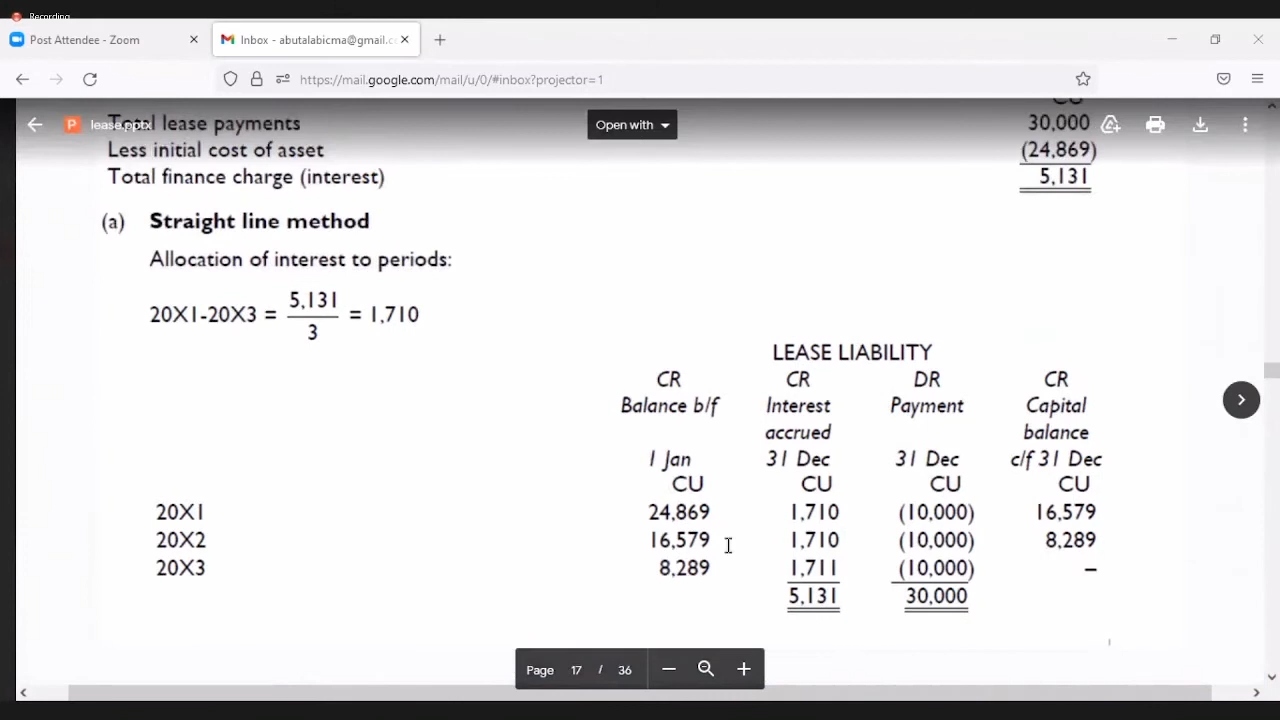 Recording
Post Attendee - Zoom
Inbox - abutalabicma@gmail.c
https://mail.google.com/mail/u/0/#inbox?projector=1
lease.pptx
Open with
CU
Total lease payments 30,000
Less initial cost of asset (24,869)
Total finance charge (interest) 5,131
(a) Straight line method
Allocation of interest to periods:
20X1-20X3 = 5,131 / 3 = 1,710
LEASE LIABILITY
CR CR DR CR
Balance b/f Interest Payment Capital
accrued balance
1 Jan 31 Dec 31 Dec c/f 31 Dec
CU CU CU CU
20X1 24,869 1,710 (10,000) 16,579
20X2 16,579 1,710 (10,000) 8,289
20X3 8,289 1,711 (10,000) –
5,131 30,000
Page 17 / 36